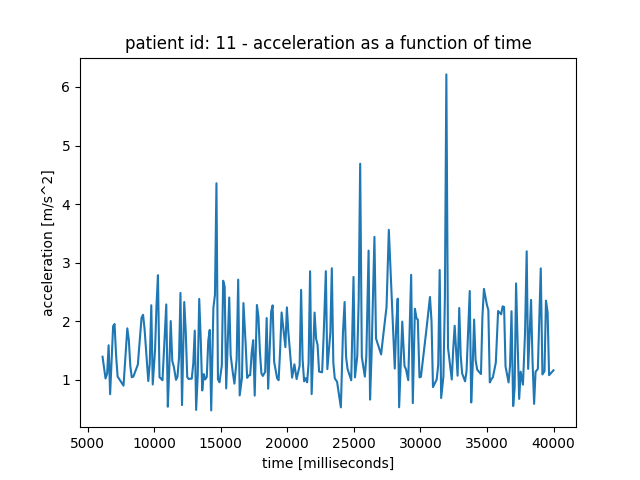 patient id: 11 - acceleration as a function of time
acceleration [m/s^2]
6
5
4
3
2
1
5000 10000 15000 20000 25000 30000 35000 40000
time [milliseconds]